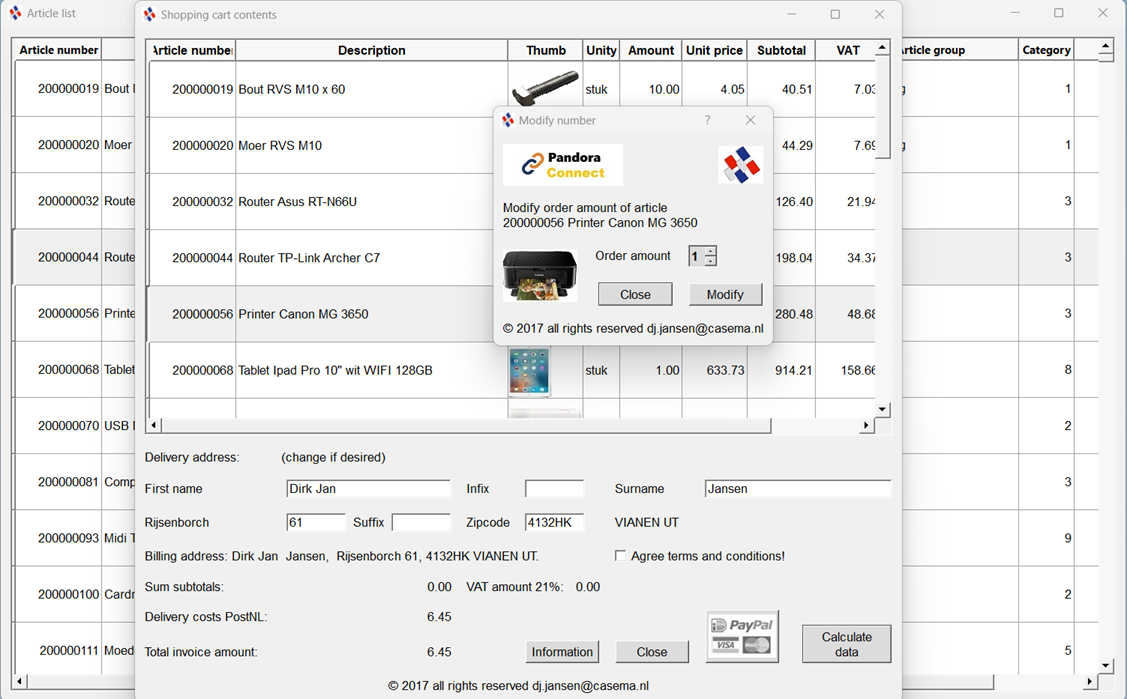 Article list
Shopping cart contents
Article number
Article number Description Thumb Unity Amount Unit price Subtotal VAT
Article group Category
200000019 Bout
200000019 Bout RVS M10 x 60 stuk 10.00 4.05 40.51 7.03
1
Modify number ?
200000020 Moer
200000020 Moer RVS M10 44.29 7.69
1
Pandora
Connect
200000032 Route
200000032 Router Asus RT-N66U 126.40 21.94
3
Modify order amount of article
200000056 Printer Canon MG 3650
200000044 Route
200000044 Router TP-Link Archer C7 198.04 34.37
3
Order amount 1
Close Modify
200000056 Printe
200000056 Printer Canon MG 3650 280.48 48.68
3
© 2017 all rights reserved dj.jansen@casema.nl
200000068 Tablet
200000068 Tablet Ipad Pro 10" wit WIFI 128GB stuk 1.00 633.73 914.21 158.66
8
200000070 USB
2
Delivery address: (change if desired)
200000081 Comp
3
First name Dirk Jan Infix Surname Jansen
Rijsenborch 61 Suffix Zipcode 4132HK VIANEN UT
200000093 Midi
9
Billing address: Dirk Jan Jansen, Rijsenborch 61, 4132HK VIANEN UT.
Agree terms and conditions!
Sum subtotals: 0.00 VAT amount 21%: 0.00
200000100 Cardr
2
Delivery costs PostNL: 6.45
PayPal
VISA MasterCard
Calculate
data
200000111 Moed
5
Total invoice amount: 6.45 Information Close
© 2017 all rights reserved dj.jansen@casema.nl